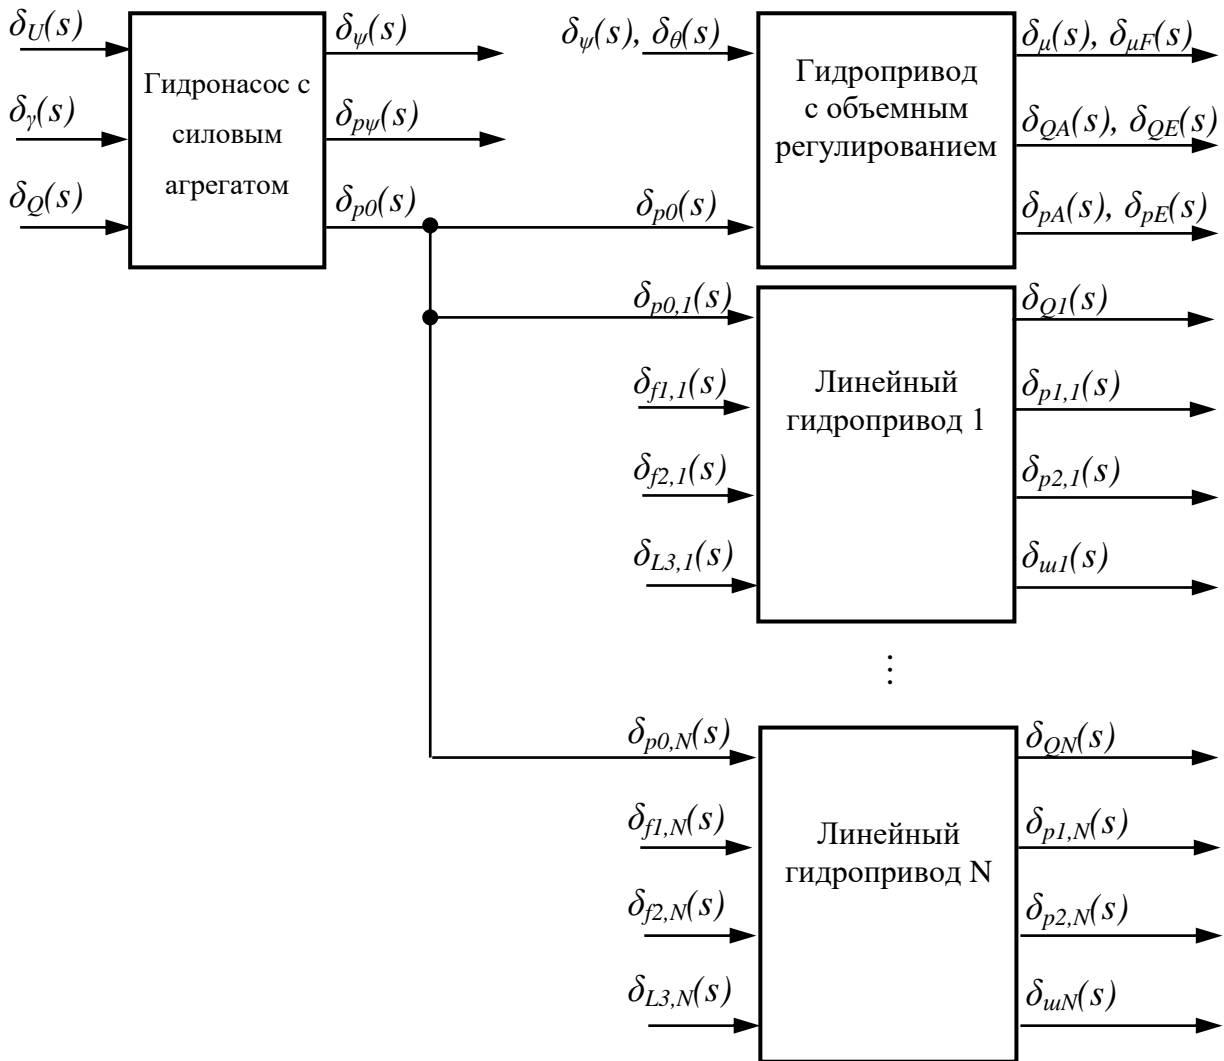 δU(s)
δγ(s)
δQ(s)
Гидронасос с
силовым
агрегатом
δψ(s)
δpψ(s)
δp0(s)
δψ(s), δθ(s)
δp0(s)
Гидропривод
с объемным
регулированием
δμ(s), δμF(s)
δQA(s), δQE(s)
δpA(s), δpE(s)
δp0,1(s)
δf1,1(s)
δf2,1(s)
δL3,1(s)
Линейный
гидропривод 1
δQ1(s)
δp1,1(s)
δp2,1(s)
δш1(s)
⋮
δp0,N(s)
δf1,N(s)
δf2,N(s)
δL3,N(s)
Линейный
гидропривод N
δQN(s)
δp1,N(s)
δp2,N(s)
δшN(s)